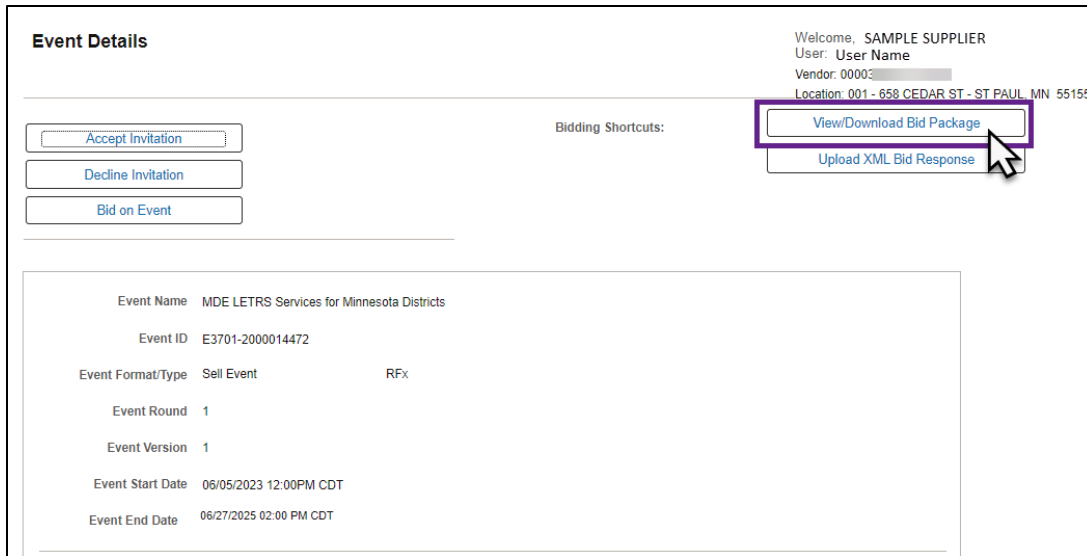 Event Details
Welcome, SAMPLE SUPPLIER
User: User Name
Vendor: 00003
Location: 001 - 658 CEDAR ST - ST PAUL, MN 55155
Accept Invitation
Bidding Shortcuts:
View/Download Bid Package
Decline Invitation
Upload XML Bid Response
Bid on Event
Event Name MDE LETRS Services for Minnesota Districts
Event ID E3701-2000014472
Event Format/Type Sell Event RFx
Event Round 1
Event Version 1
Event Start Date 06/05/2023 12:00PM CDT
Event End Date 06/27/2025 02:00 PM CDT